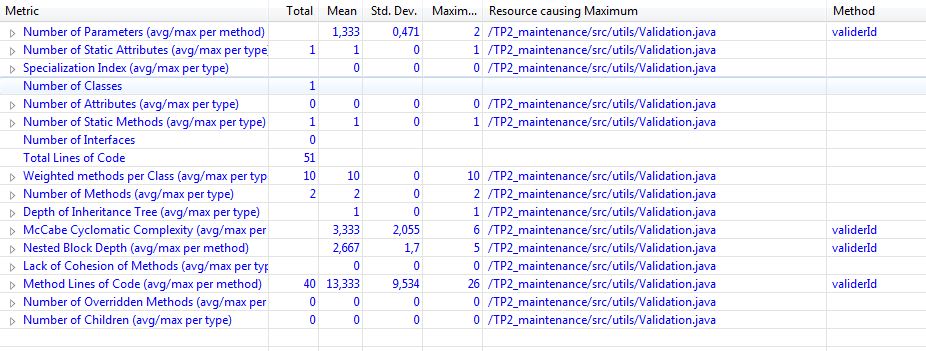 Metric Total Mean Std. Dev. Maxim... Resource causing Maximum Method
Number of Parameters (avg/max per method) 1,333 0,471 2 /TP2_maintenance/src/utils/Validation.java validerId
Number of Static Attributes (avg/max per type 1 1 0 1 /TP2_maintenance/src/utils/Validation.java
Specialization Index (avg/max per type) 0 0 0 /TP2_maintenance/src/utils/Validation.java
Number of Classes 1
Number of Attributes (avg/max per type) 0 0 0 0 /TP2_maintenance/src/utils/Validation.java
Number of Static Methods (avg/max per type) 1 1 0 1 /TP2_maintenance/src/utils/Validation.java
Number of Interfaces 0
Total Lines of Code 51
Weighted methods per Class (avg/max per typ 10 10 0 10 /TP2_maintenance/src/utils/Validation.java
Number of Methods (avg/max per type) 2 2 0 2 /TP2_maintenance/src/utils/Validation.java
Depth of Inheritance Tree (avg/max per type) 1 0 1 /TP2_maintenance/src/utils/Validation.java
McCabe Cyclomatic Complexity (avg/max per 3,333 2,055 6 /TP2_maintenance/src/utils/Validation.java validerId
Nested Block Depth (avg/max per method) 2,667 1,7 5 /TP2_maintenance/src/utils/Validation.java validerId
Lack of Cohesion of Methods (avg/max per typ 0 0 0 /TP2_maintenance/src/utils/Validation.java
Method Lines of Code (avg/max per method) 40 13,333 9,534 26 /TP2_maintenance/src/utils/Validation.java validerId
Number of Overridden Methods (avg/max per 0 0 0 0 /TP2_maintenance/src/utils/Validation.java
Number of Children (avg/max per type) 0 0 0 0 /TP2_maintenance/src/utils/Validation.java